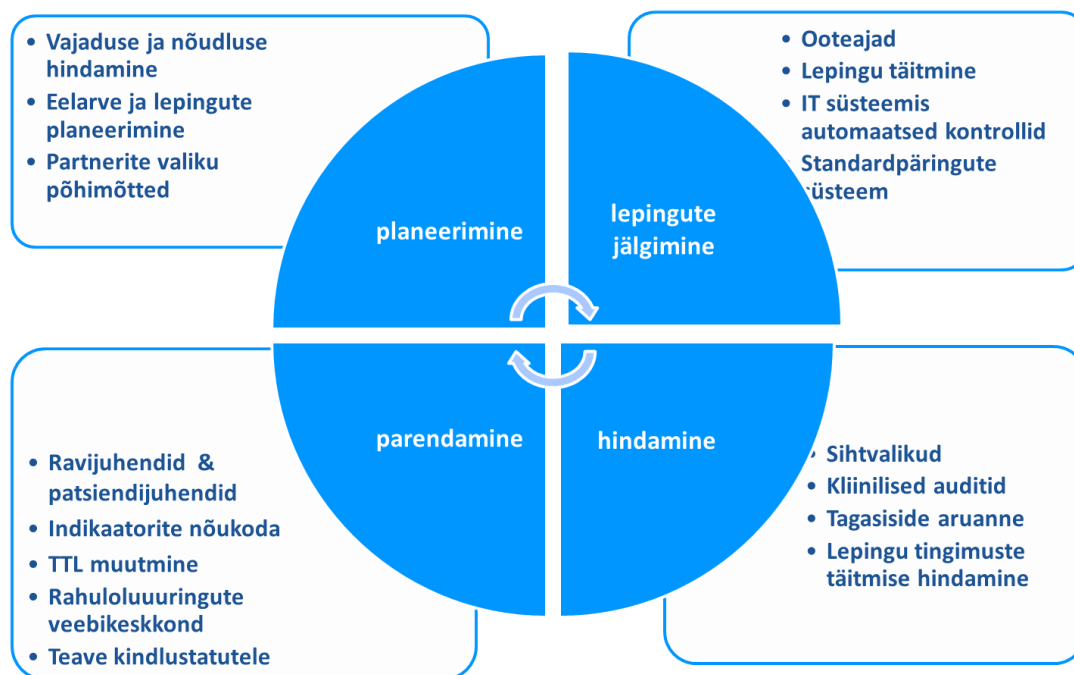 • Vajaduse ja nõudluse
hindamine
• Eelarve ja lepingute
planeerimine
• Partnerite valiku
põhimõtted
• Ooteajad
• Lepingu täitmine
• IT süsteemis
automaatsed kontrollid
• Standardpäringute
süsteem
planeerimine
lepingute
jälgimine
parendamine
hindamine
• Ravijuhendid &
patsiendijuhendid
• Indikaatorite nõukoda
• TTL muutmine
• Rahuloluuuringute
veebikeskkond
• Teave kindlustatutele
• Sihtvalikud
• Kliinilised auditid
• Tagasiside aruanne
• Lepingu tingimuste
täitmise hindamine